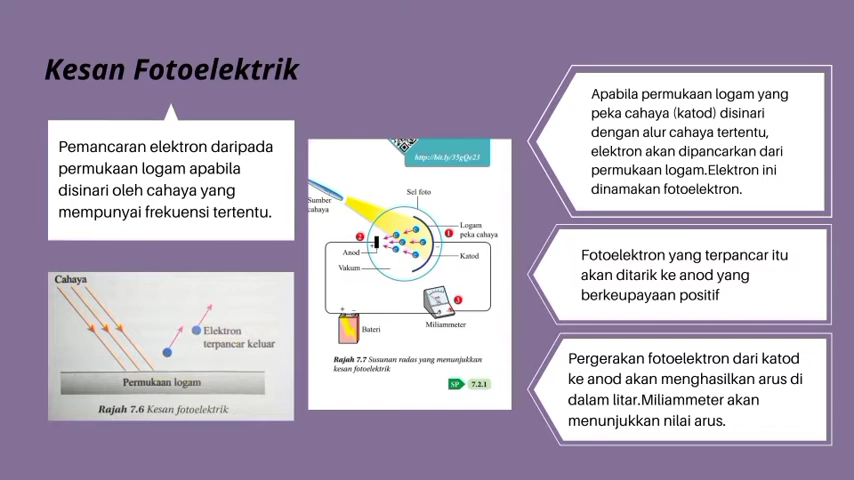 Kesan Fotoelektrik
Pemancaran elektron daripada
permukaan logam apabila
disinari oleh cahaya yang
mempunyai frekuensi tertentu.
Cahaya
Elektron
terpancar keluar
Permukaan logam
Rajah 7.6 Kesan fotoelektrik
http://bit.ly/35gQe23
Sumber
cahaya
Sel foto
2
1
Logam
peka cahaya
+
−
Anod
Katod
Vakum
3
+ −
Bateri
Miliammeter
Rajah 7.7 Susunan radas yang menunjukkan
kesan fotoelektrik
SP 7.2.1
Apabila permukaan logam yang
peka cahaya (katod) disinari
dengan alur cahaya tertentu,
elektron akan dipancarkan dari
permukaan logam.Elektron ini
dinamakan fotoelektron.
Fotoelektron yang terpancar itu
akan ditarik ke anod yang
berkeupayaan positif
Pergerakan fotoelektron dari katod
ke anod akan menghasilkan arus di
dalam litar.Miliammeter akan
menunjukkan nilai arus.